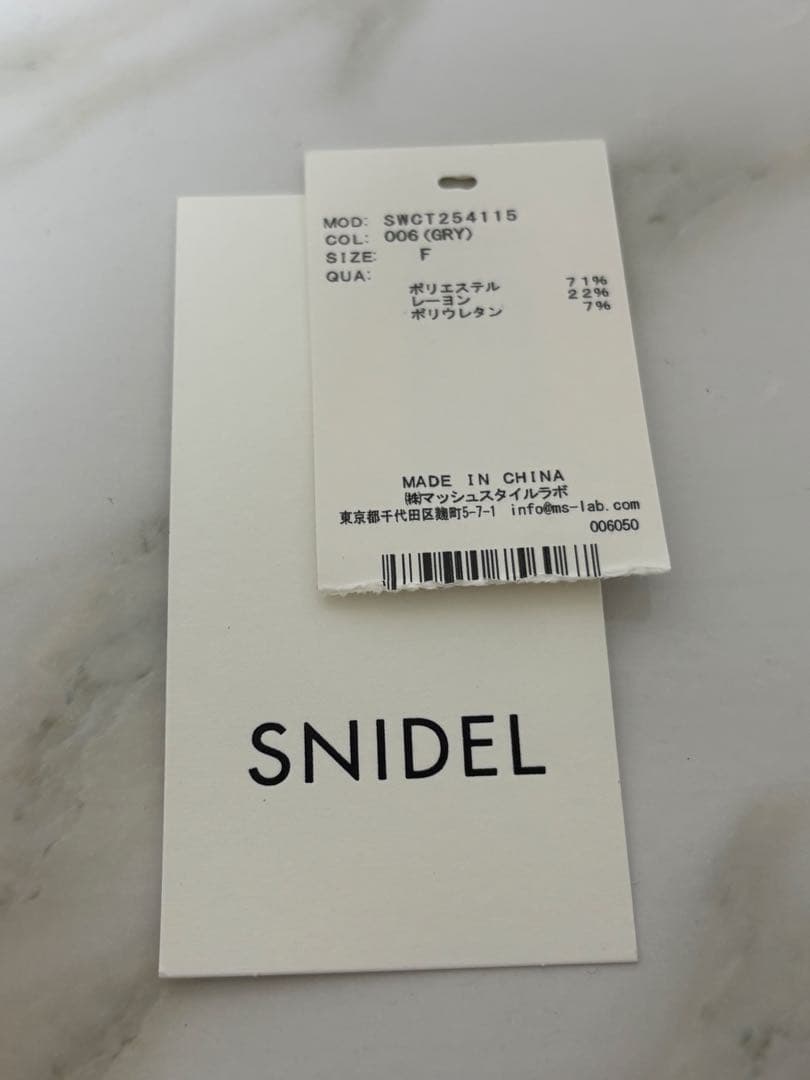 MOD: SWCT254115
COL: 006(GRY)
SIZE: F
QUA:
ポリエステル 71%
レーヨン 22%
ポリウレタン 7%
MADE IN CHINA
㈱マッシュスタイルラボ
東京都千代田区麹町5-7-1 info@ms-lab.com
006050
SNIDEL